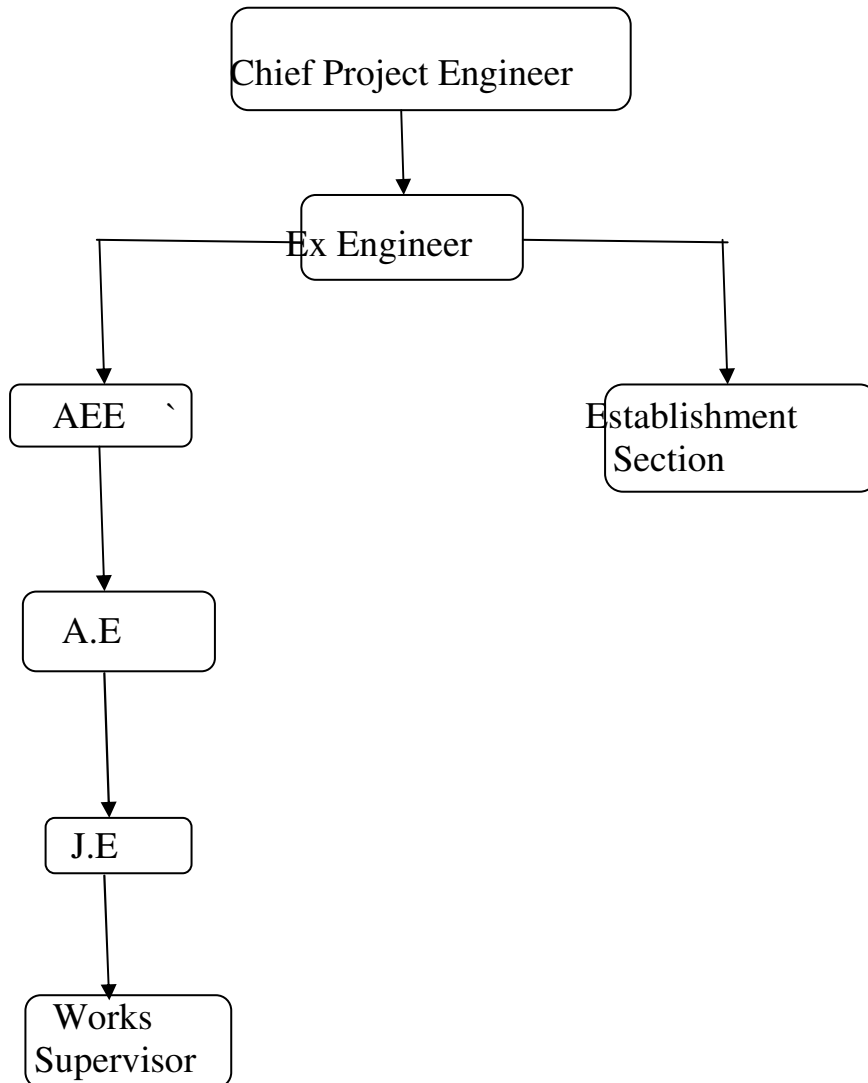 Chief Project Engineer
Ex Engineer
AEE `
Establishment
Section
A.E
J.E
Works
Supervisor